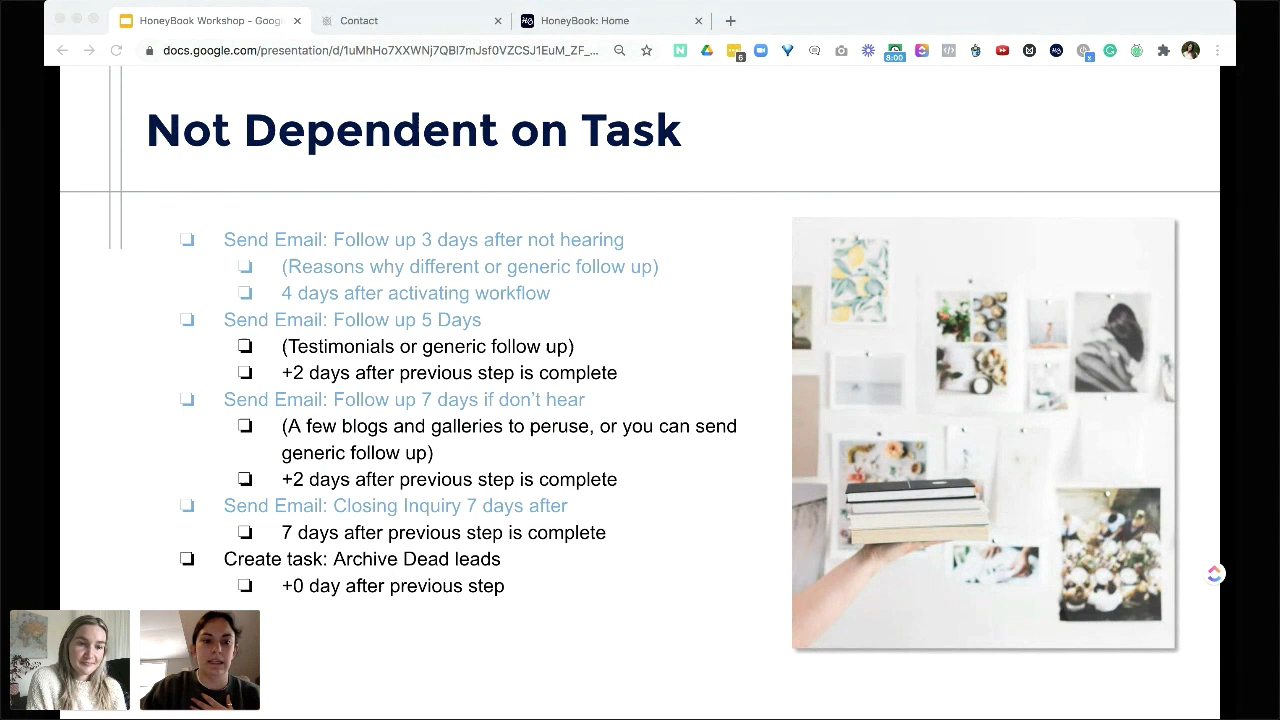 HoneyBook Workshop - Googl
Contact
HoneyBook: Home
docs.google.com/presentation/d/1uMhHo7XXWNj7QBl7mJsf0VZCSJ1EuM_ZF_...
6
8:00
x
Not Dependent on Task
Send Email: Follow up 3 days after not hearing
(Reasons why different or generic follow up)
4 days after activating workflow
Send Email: Follow up 5 Days
(Testimonials or generic follow up)
+2 days after previous step is complete
Send Email: Follow up 7 days if don't hear
(A few blogs and galleries to peruse, or you can send
generic follow up)
+2 days after previous step is complete
Send Email: Closing Inquiry 7 days after
7 days after previous step is complete
Create task: Archive Dead leads
+0 day after previous step